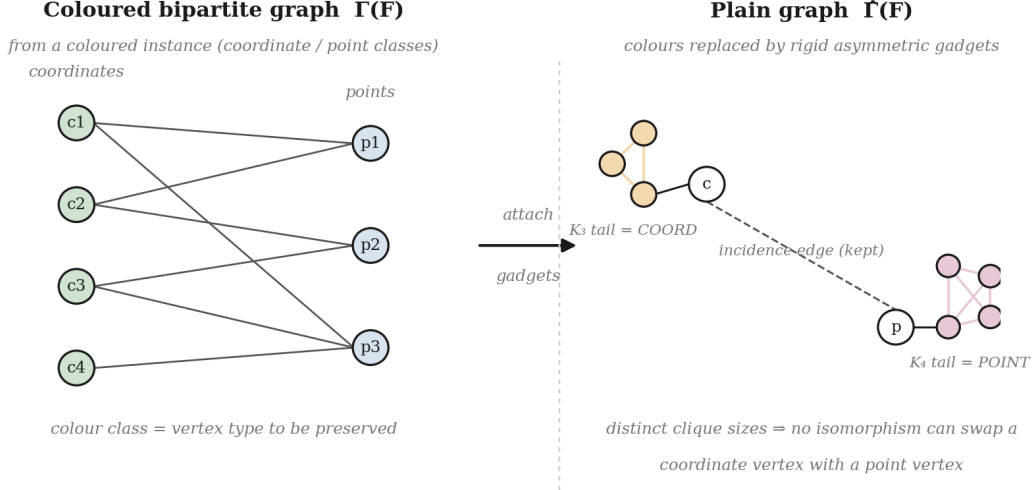 Coloured bipartite graph Γ(F)
from a coloured instance (coordinate / point classes)
coordinates
points
c1
c2
c3
c4
p1
p2
p3
colour class = vertex type to be preserved
attach
gadgets
Plain graph Γ̂(F)
colours replaced by rigid asymmetric gadgets
c
K₃ tail = COORD
incidence edge (kept)
p
K₄ tail = POINT
distinct clique sizes ⇒ no isomorphism can swap a
coordinate vertex with a point vertex